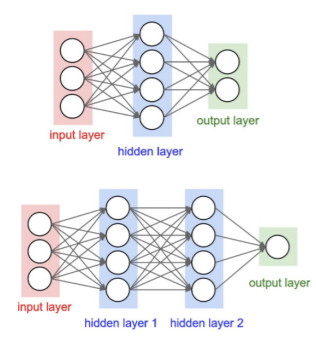 input layer
hidden layer
output layer
input layer
hidden layer 1
hidden layer 2
output layer